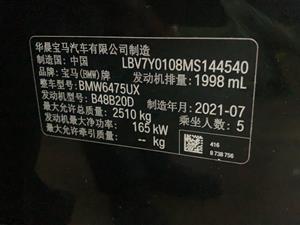 华晨宝马汽车有限公司制造
制造国: 中国 LBV7Y0108MS144540
品牌: 宝马(BMW)牌 发动机排量: 1998 mL
整车型号: BMW6475UX
发动机型号: B48B20D 制造年月: 2021-07
最大允许总质量: 2510 kg 乘坐人数: 5
发动机最大净功率: 165 kW
最大允许牵引质量: -- kg
416
8 738 756